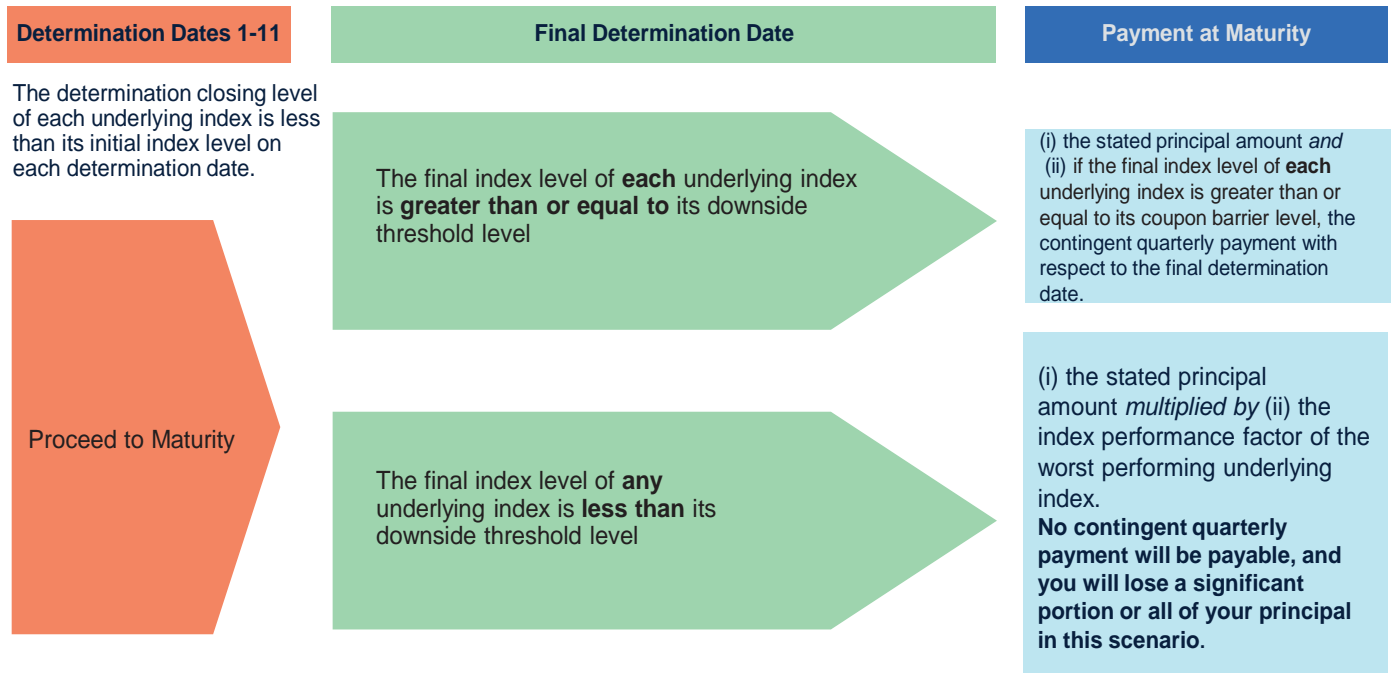 Determination Dates 1-11
Final Determination Date
Payment at Maturity
The determination closing level
of each underlying index is less
than its initial index level on
each determination date.
Proceed to Maturity
The final index level of each underlying index
is greater than or equal to its downside
threshold level
(i) the stated principal amount and
(ii) if the final index level of each
underlying index is greater than or
equal to its coupon barrier level, the
contingent quarterly payment with
respect to the final determination
date.
The final index level of any
underlying index is less than its
downside threshold level
(i) the stated principal
amount multiplied by (ii) the
index performance factor of the
worst performing underlying
index.
No contingent quarterly
payment will be payable, and
you will lose a significant
portion or all of your principal
in this scenario.